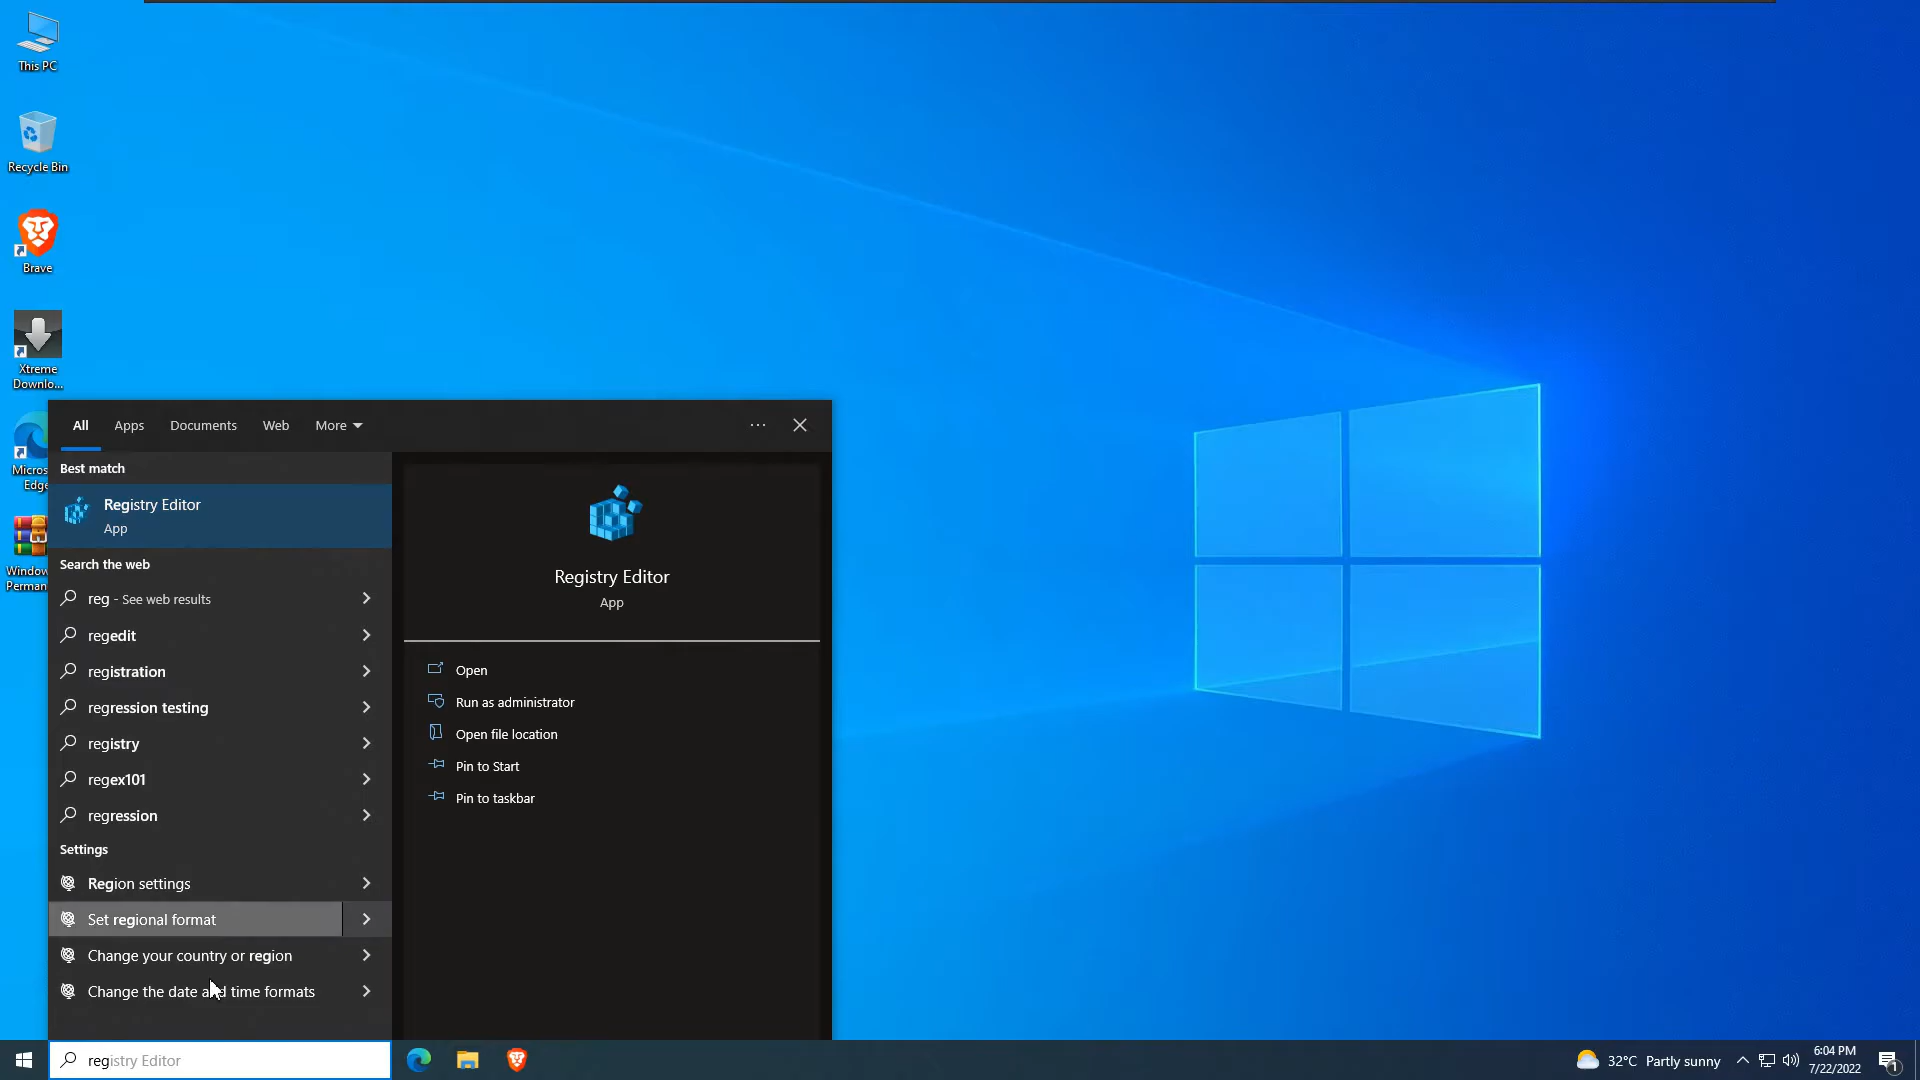 This PC
Recycle Bin
Brave
Xtreme
Downlo...
Micros
Edge
Window
Perman
All Apps Documents Web More ···
Best match
Registry Editor
App
Search the web
reg - See web results
regedit
registration
regression testing
registry
regex101
regression
Settings
Region settings
Set regional format
Change your country or region
Change the date and time formats
Registry Editor
App
Open
Run as administrator
Open file location
Pin to Start
Pin to taskbar
registry Editor
32°C Partly sunny
6:04 PM
7/22/2022
1